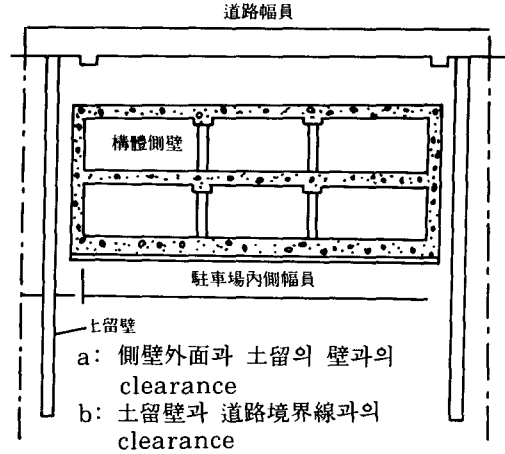 道路幅員
構體側壁
駐車場內側幅員
土留壁
a: 側壁外面과 土留의 壁과의
clearance
b: 土留壁과 道路境界線과의
clearance